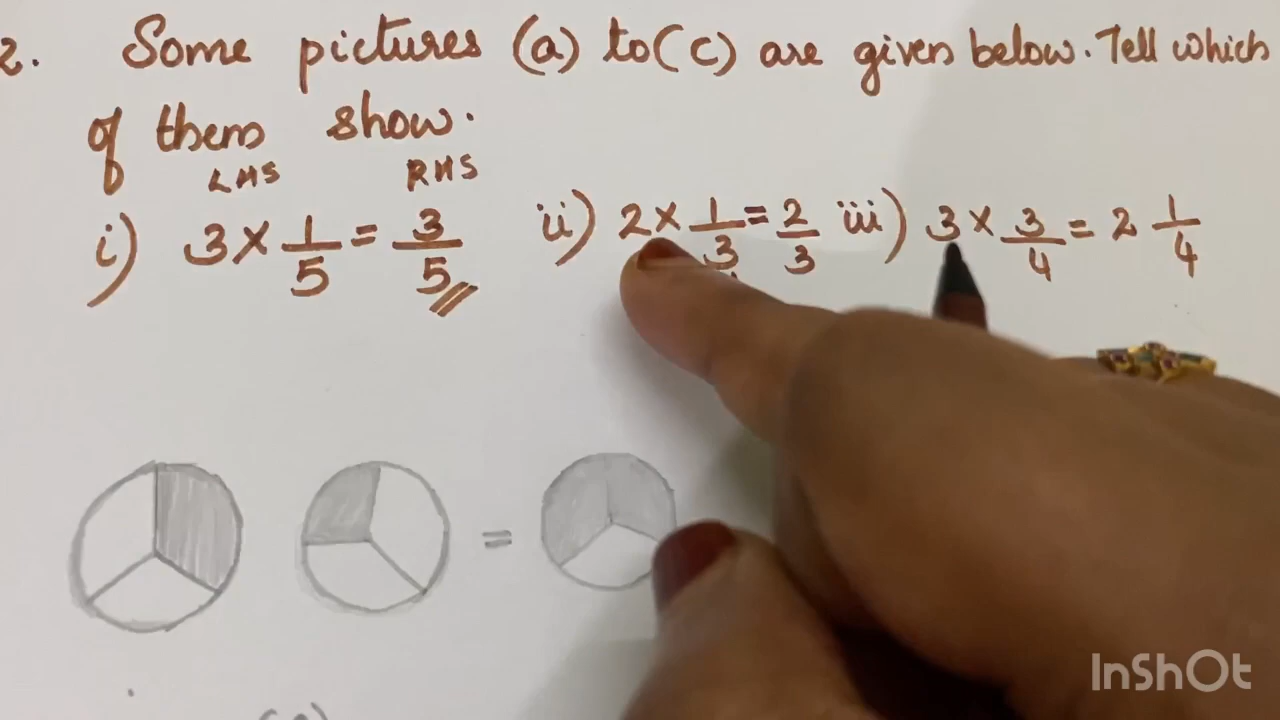 2. Some pictures (a) to (c) are given below. Tell which
of them show.
LHS RHS
i) 3 × 1/5 = 3/5 ii) 2 × 1/3 = 2/3 iii) 3 × 3/4 = 2 1/4
=
InShOt